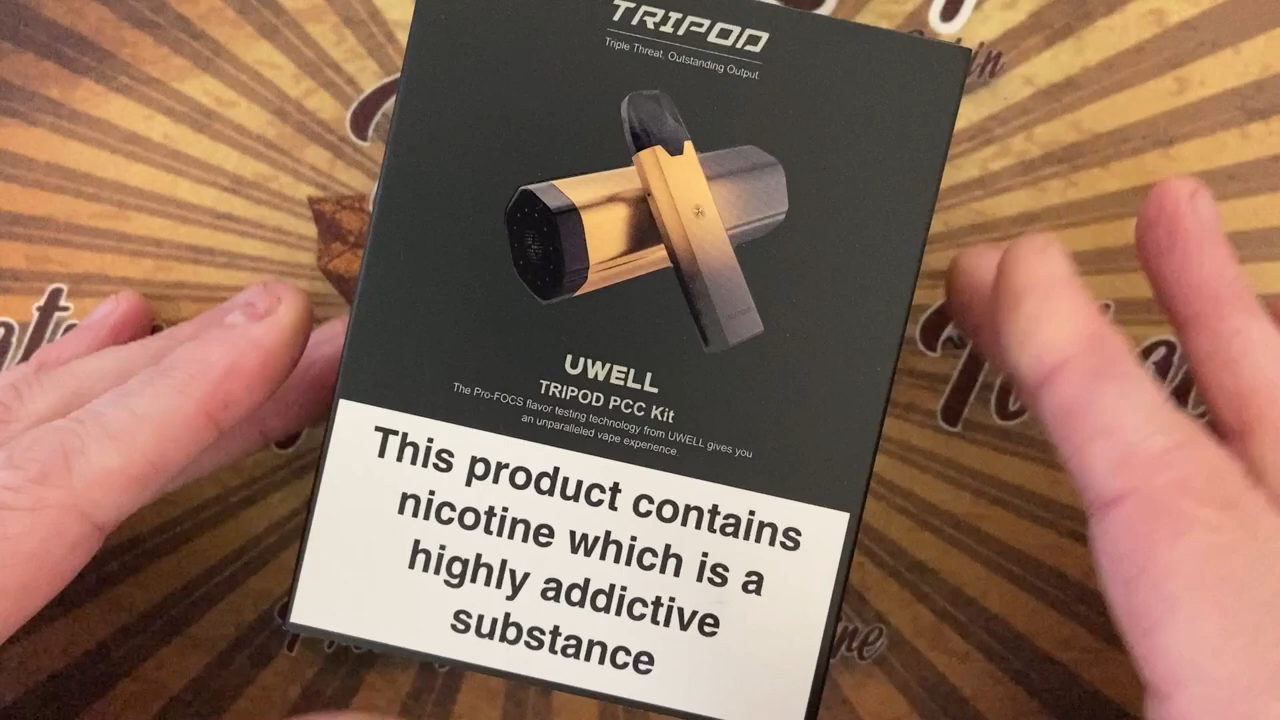 TRIPOD
Triple Threat, Outstanding Output
UWELL
TRIPOD PCC Kit
The Pro-FOCS flavor testing technology from UWELL gives you
an unparalleled vape experience.
This product contains
nicotine which is a
highly addictive
substance